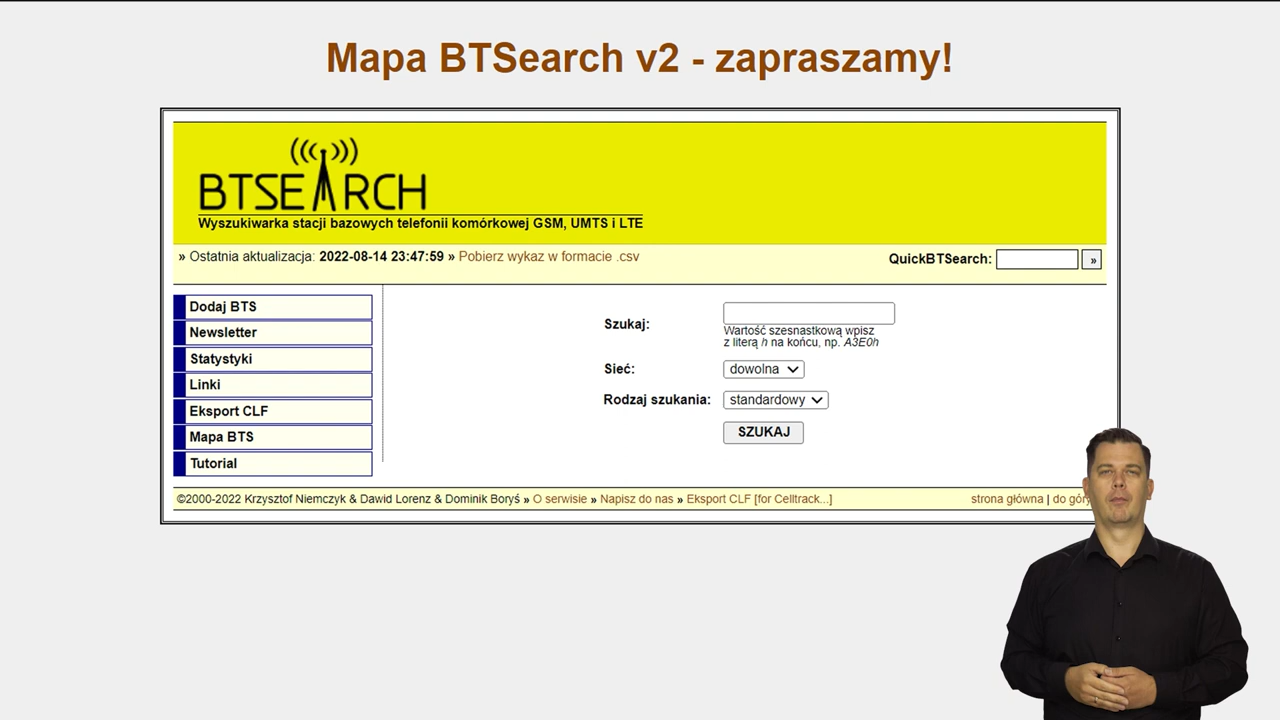 Mapa BTSearch v2 - zapraszamy!
BTSEARCH
Wyszukiwarka stacji bazowych telefonii komórkowej GSM, UMTS i LTE
» Ostatnia aktualizacja: 2022-08-14 23:47:59 » Pobierz wykaz w formacie .csv
QuickBTSearch: »
Dodaj BTS
Newsletter
Statystyki
Linki
Eksport CLF
Mapa BTS
Tutorial
Szukaj:
Wartość szesnastkową wpisz
z literą h na końcu, np. A3E0h
Sieć: dowolna
Rodzaj szukania: standardowy
SZUKAJ
©2000-2022 Krzysztof Niemczyk & Dawid Lorenz & Dominik Boryś » O serwisie » Napisz do nas » Eksport CLF [for Celltrack...]
strona główna | do góry